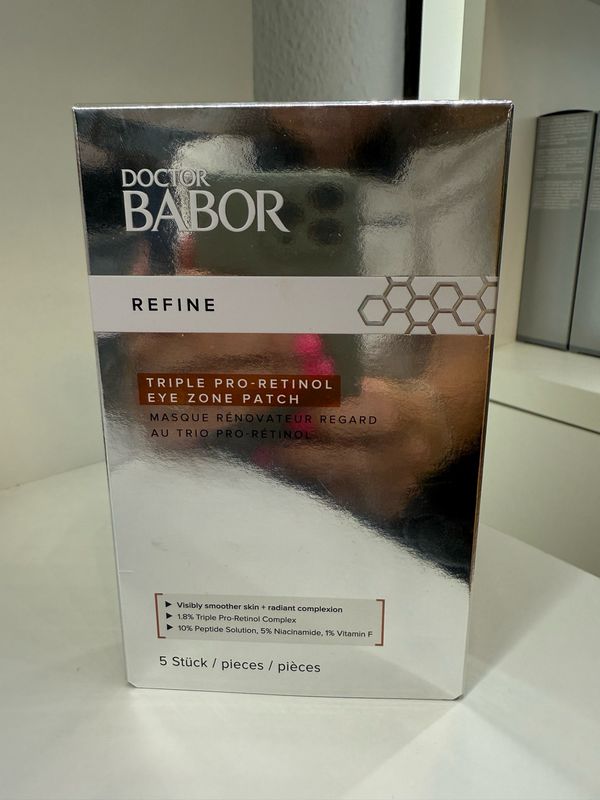 DOCTOR
BABOR
REFINE
TRIPLE PRO-RETINOL
EYE ZONE PATCH
MASQUE RÉNOVATEUR REGARD
AU TRIO PRO-RÉTINOL
▶ Visibly smoother skin + radiant complexion
▶ 1.8% Triple Pro-Retinol Complex
▶ 10% Peptide Solution, 5% Niacinamide, 1% Vitamin F
5 Stück / pieces / pièces